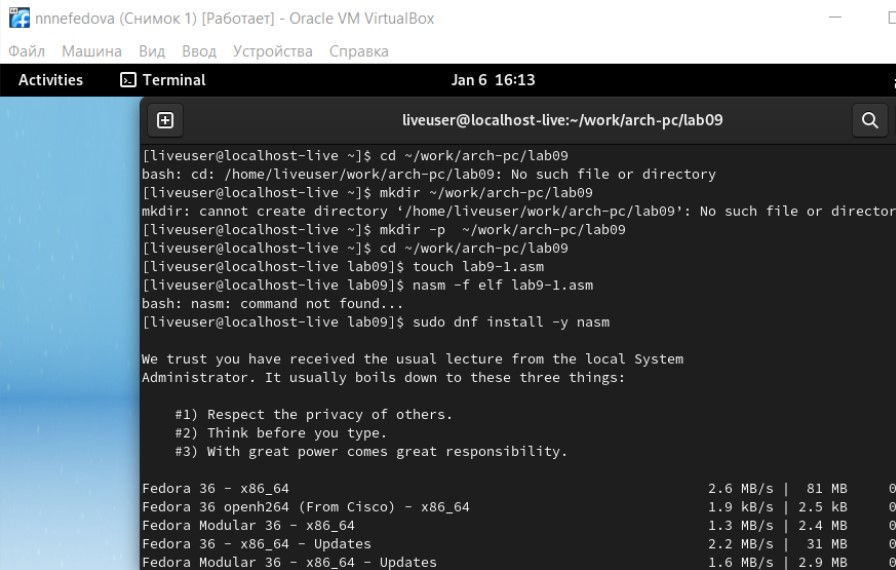 nnnefedova (Снимок 1) [Работает] - Oracle VM VirtualBox
Файл Машина Вид Ввод Устройства Справка
Activities Terminal Jan 6 16:13
liveuser@localhost-live:~/work/arch-pc/lab09
[liveuser@localhost-live ~]$ cd ~/work/arch-pc/lab09
bash: cd: /home/liveuser/work/arch-pc/lab09: No such file or directory
[liveuser@localhost-live ~]$ mkdir ~/work/arch-pc/lab09
mkdir: cannot create directory ‘/home/liveuser/work/arch-pc/lab09’: No such file or director
[liveuser@localhost-live ~]$ mkdir -p  ~/work/arch-pc/lab09
[liveuser@localhost-live ~]$ cd ~/work/arch-pc/lab09
[liveuser@localhost-live lab09]$ touch lab9-1.asm
[liveuser@localhost-live lab09]$ nasm -f elf lab9-1.asm
bash: nasm: command not found...
[liveuser@localhost-live lab09]$ sudo dnf install -y nasm
We trust you have received the usual lecture from the local System
Administrator. It usually boils down to these three things:
#1) Respect the privacy of others.
#2) Think before you type.
#3) With great power comes great responsibility.
Fedora 36 - x86_64 2.6 MB/s | 81 MB 0
Fedora 36 openh264 (From Cisco) - x86_64 1.9 kB/s | 2.5 kB 0
Fedora Modular 36 - x86_64 1.3 MB/s | 2.4 MB 0
Fedora 36 - x86_64 - Updates 2.2 MB/s | 31 MB 0
Fedora Modular 36 - x86_64 - Updates 1.6 MB/s | 2.9 MB 0